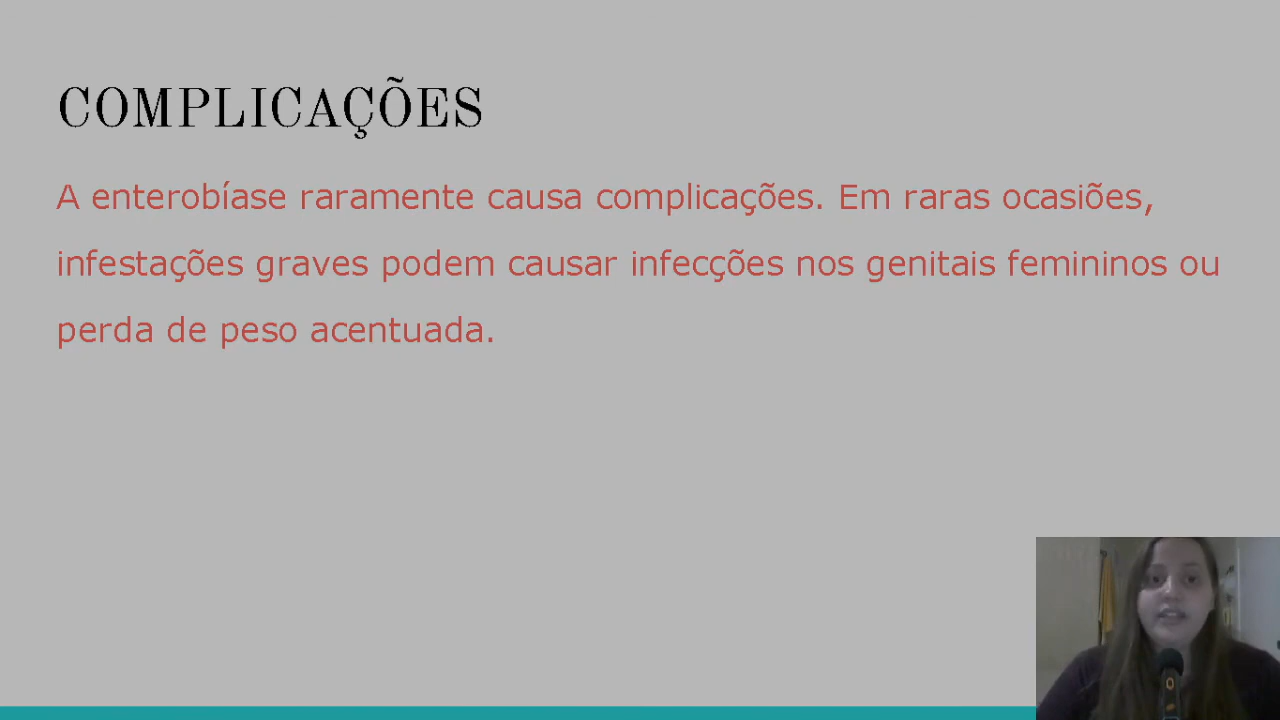 COMPLICAÇÕES
A enterobíase raramente causa complicações. Em raras ocasiões,
infestações graves podem causar infecções nos genitais femininos ou
perda de peso acentuada.